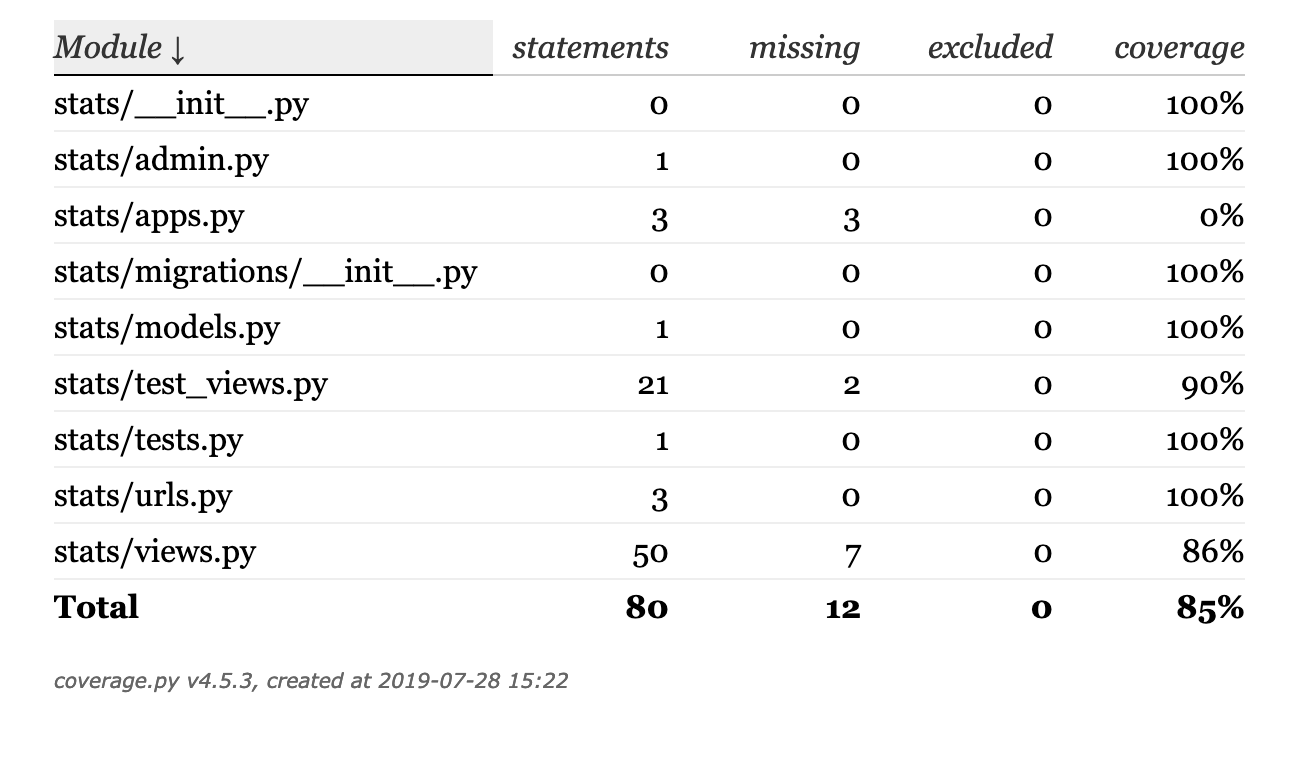 Module ↓ statements missing excluded coverage
stats/__init__.py 0 0 0 100%
stats/admin.py 1 0 0 100%
stats/apps.py 3 3 0 0%
stats/migrations/__init__.py 0 0 0 100%
stats/models.py 1 0 0 100%
stats/test_views.py 21 2 0 90%
stats/tests.py 1 0 0 100%
stats/urls.py 3 0 0 100%
stats/views.py 50 7 0 86%
Total 80 12 0 85%
coverage.py v4.5.3, created at 2019-07-28 15:22